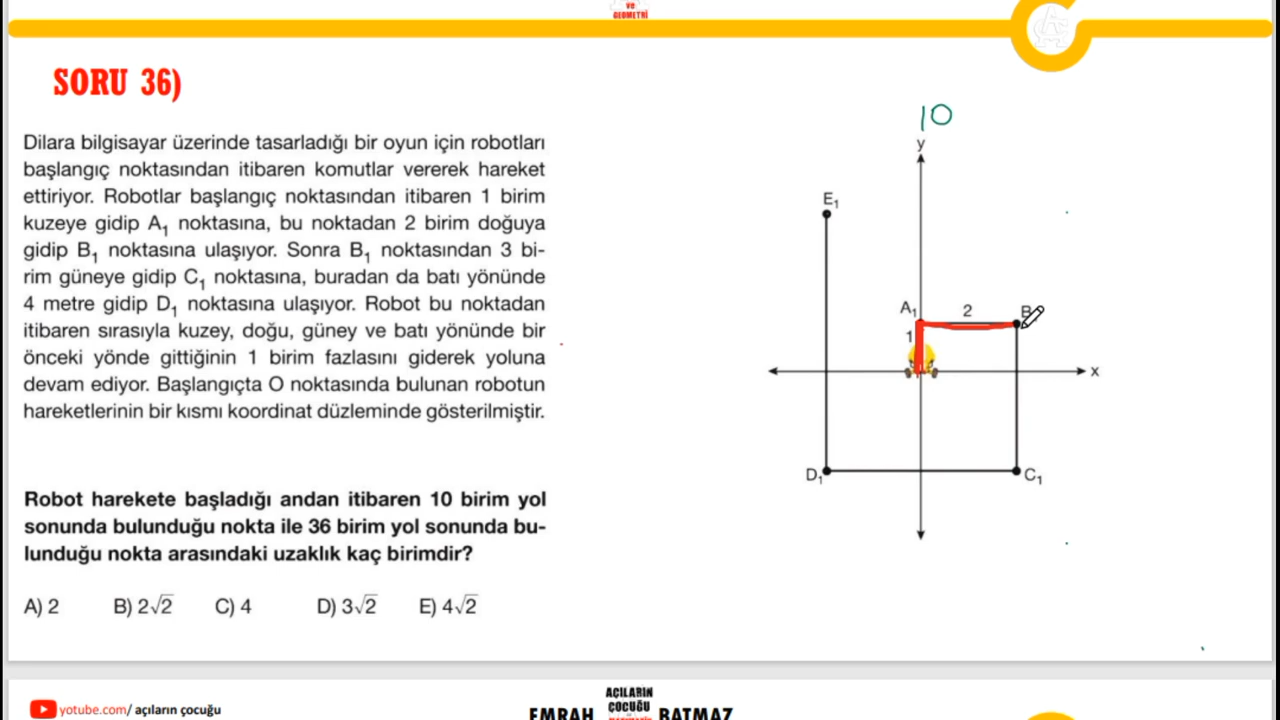 ve
GEOMETRİ
SORU 36)
Dilara bilgisayar üzerinde tasarladığı bir oyun için robotları
başlangıç noktasından itibaren komutlar vererek hareket
ettiriyor. Robotlar başlangıç noktasından itibaren 1 birim
kuzeye gidip A₁ noktasına, bu noktadan 2 birim doğuya
gidip B₁ noktasına ulaşıyor. Sonra B₁ noktasından 3 bi-
rim güneye gidip C₁ noktasına, buradan da batı yönünde
4 metre gidip D₁ noktasına ulaşıyor. Robot bu noktadan
itibaren sırasıyla kuzey, doğu, güney ve batı yönünde bir
önceki yönde gittiğinin 1 birim fazlasını giderek yoluna
devam ediyor. Başlangıçta O noktasında bulunan robotun
hareketlerinin bir kısmı koordinat düzleminde gösterilmiştir.
Robot harekete başladığı andan itibaren 10 birim yol
sonunda bulunduğu nokta ile 36 birim yol sonunda bu-
lunduğu nokta arasındaki uzaklık kaç birimdir?
A) 2 B) 2√2 C) 4 D) 3√2 E) 4√2
10
y
E₁
A₁ 2 B
1
x
D₁ C₁
yotube.com/ açıların çocuğu
AÇILARIN
ÇOCUĞU
EMRAH BATMAZ